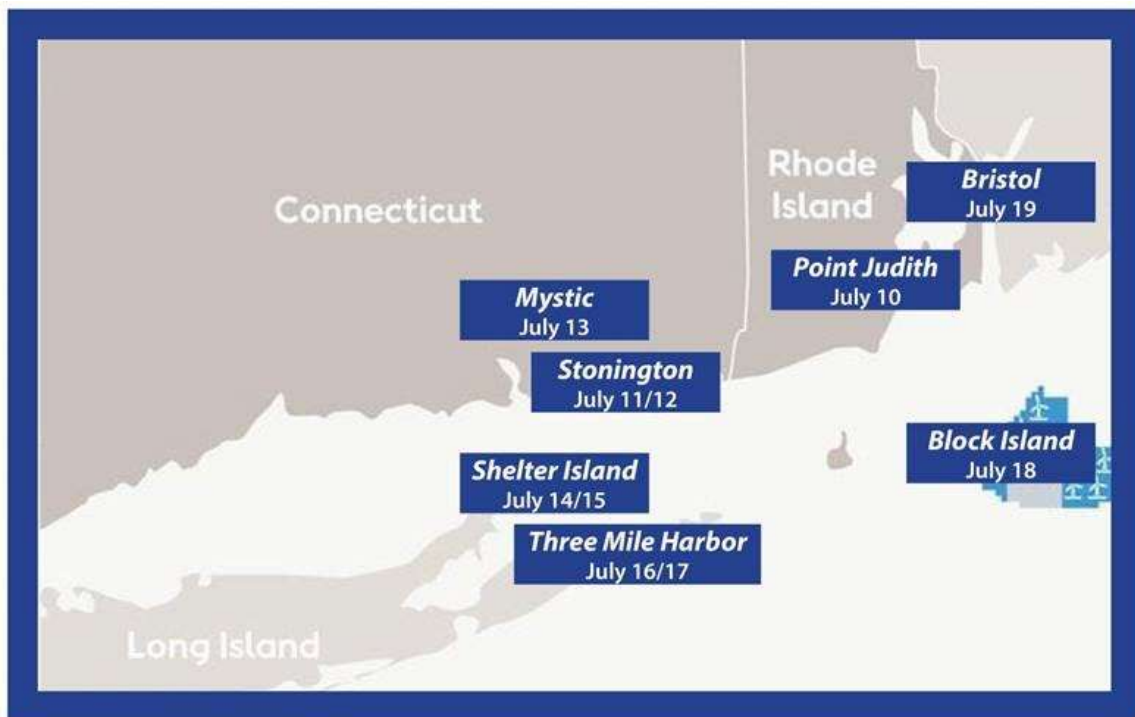 Connecticut
Rhode
Island
Bristol
July 19
Point Judith
July 10
Mystic
July 13
Stonington
July 11/12
Block Island
July 18
Shelter Island
July 14/15
Three Mile Harbor
July 16/17
Long Island